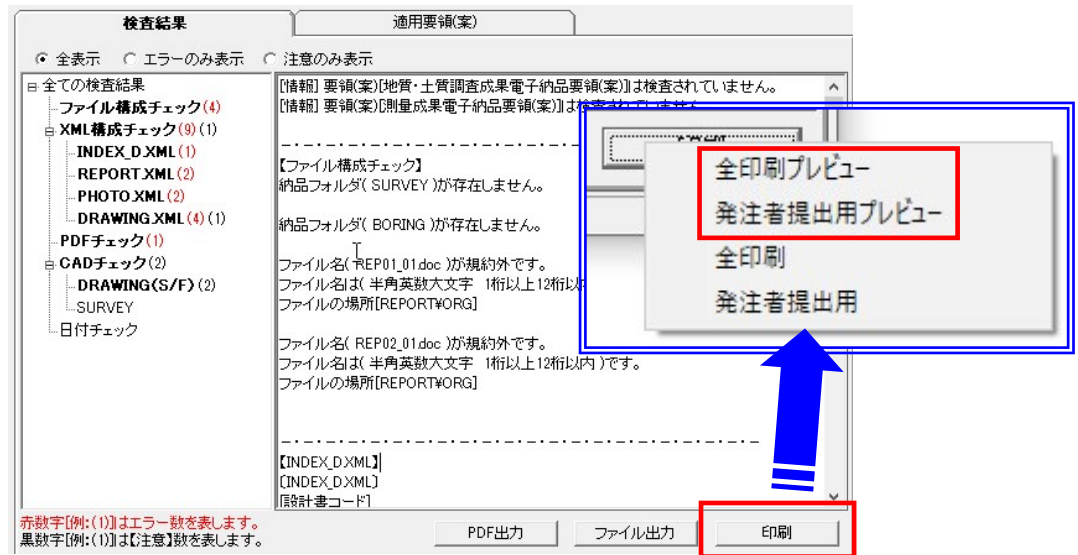 検査結果
適用要領(案)
全表示 エラーのみ表示 注意のみ表示
全ての検査結果
ファイル構成チェック(4)
XML構成チェック(9)(1)
INDEX_D.XML(1)
REPORT.XML(2)
PHOTO.XML(2)
DRAWING.XML(4)(1)
PDFチェック(1)
CADチェック(2)
DRAWING(S/F)(2)
SURVEY
日付チェック
[情報] 要領(案)[地質・土質調査成果電子納品要領(案)]は検査されていません。
[情報] 要領(案)[測量成果電子納品要領(案)]は検査されていません
【ファイル構成チェック】
納品フォルダ( SURVEY )が存在しません。
納品フォルダ( BORING )が存在しません。
ファイル名( REP01_01.doc )が規約外です。
ファイル名は( 半角英数大文字 1桁以上12桁以内
ファイルの場所[REPORT¥ORG]
ファイル名( REP02_01.doc )が規約外です。
ファイル名は( 半角英数大文字 1桁以上12桁以内 )です。
ファイルの場所[REPORT¥ORG]
【INDEX_D.XML】
〔INDEX_D.XML〕
[設計書コード]
全印刷プレビュー
発注者提出用プレビュー
全印刷
発注者提出用
赤数字[例:(1)]はエラー数を表します。
黒数字[例:(1)]は【注意】数を表します。
PDF出力 ファイル出力 印刷